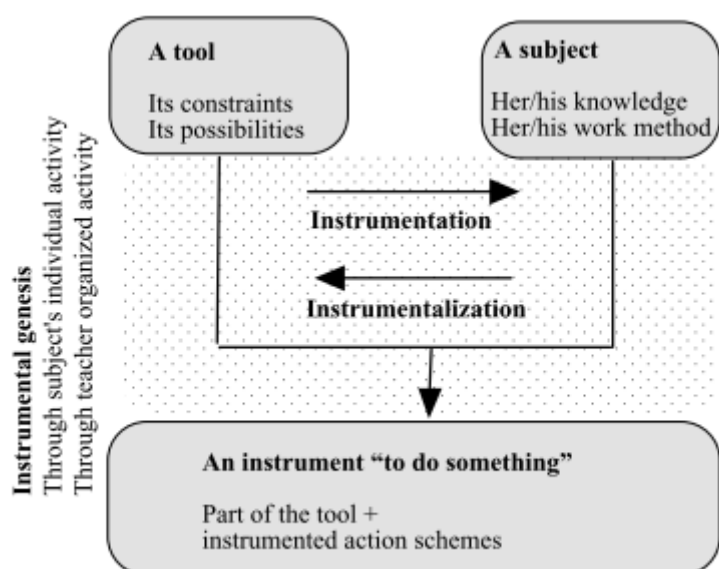 A tool
Its constraints
Its possibilities
A subject
Her/his knowledge
Her/his work method
Instrumentation
Instrumentalization
Instrumental genesis
Through subject's individual activity
Through teacher organized activity
An instrument “to do something”
Part of the tool +
instrumented action schemes